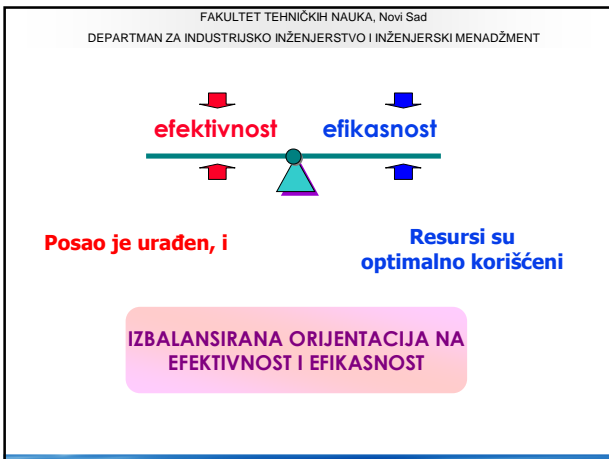 FAKULTET TEHNIČKIH NAUKA, Novi Sad
DEPARTMAN ZA INDUSTRIJSKO INŽENJERSTVO I INŽENJERSKI MENADŽMENT
efektivnost efikasnost
Posao je urađen, i
Resursi su
optimalno korišćeni
IZBALANSIRANA ORIJENTACIJA NA
EFEKTIVNOST I EFIKASNOST